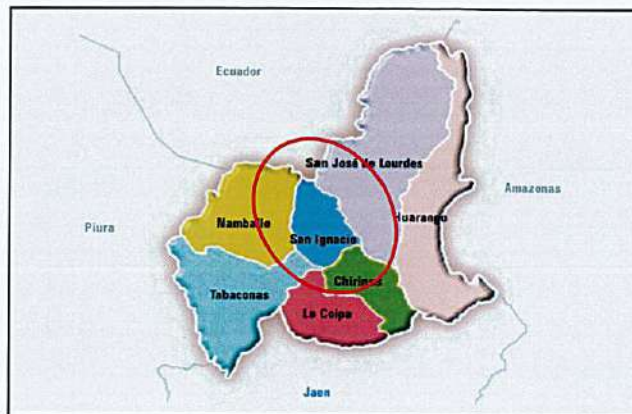 Ecuador
San José de Lourdes
Amazonas
Huarango
Namballe
Piura
San Ignacio
Chirinos
Tabaconas
La Coipa
Jaen